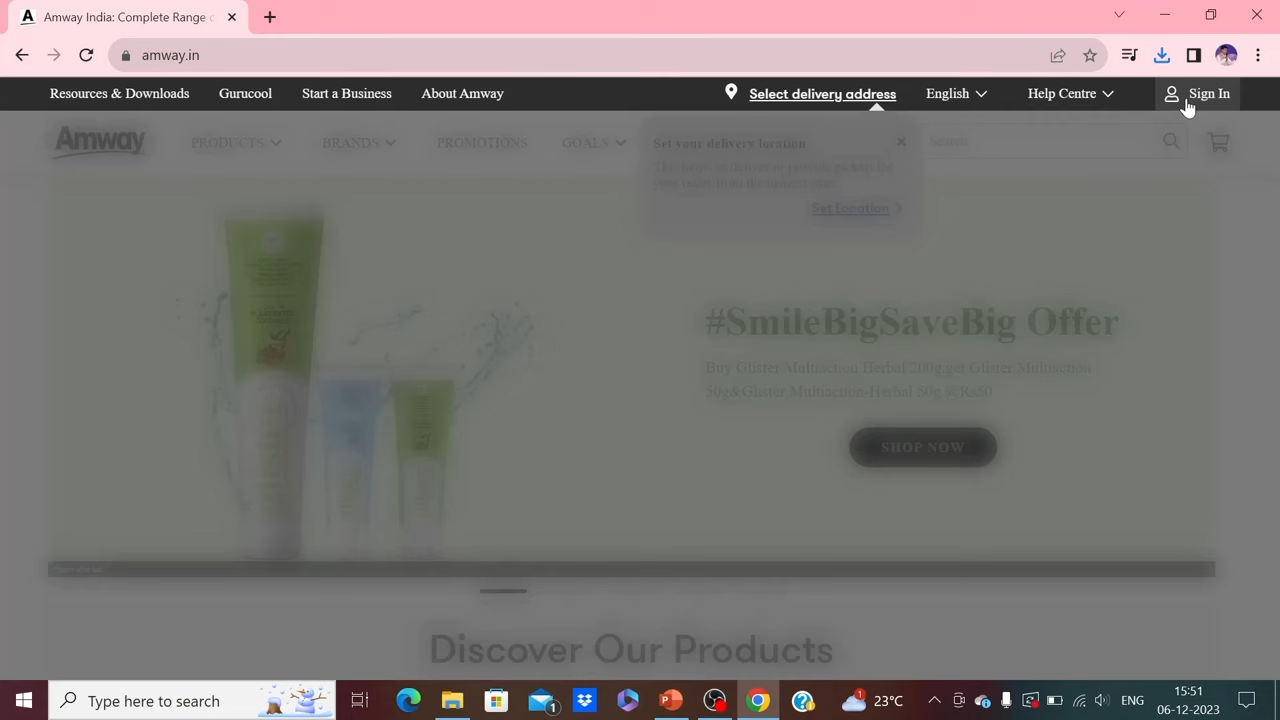 Amway India: Complete Range o
amway.in
Resources & Downloads Gurucool Start a Business About Amway Select delivery address English Help Centre Sign In
Amway PRODUCTS BRANDS PROMOTIONS GOALS Search
Set your delivery location
Set Location
#SmileBigSaveBig Offer
Buy Glister Multiaction Herbal 200g,get Glister Multiaction
50g&Glister Multiaction-Herbal 50g @Rs50
SHOP NOW
Discover Our Products
Type here to search
1
1
23°C
ENG
15:51
06-12-2023